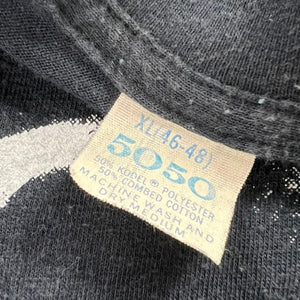 XL(46-48)
5050
50% KODEL® POLYESTER
50% COMBED COTTON
MACHINE WASH AND
DRY MEDIUM